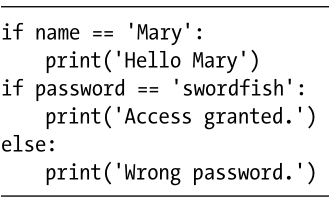 if name == 'Mary':
    print('Hello Mary')
if password == 'swordfish':
    print('Access granted.')
else:
    print('Wrong password.')